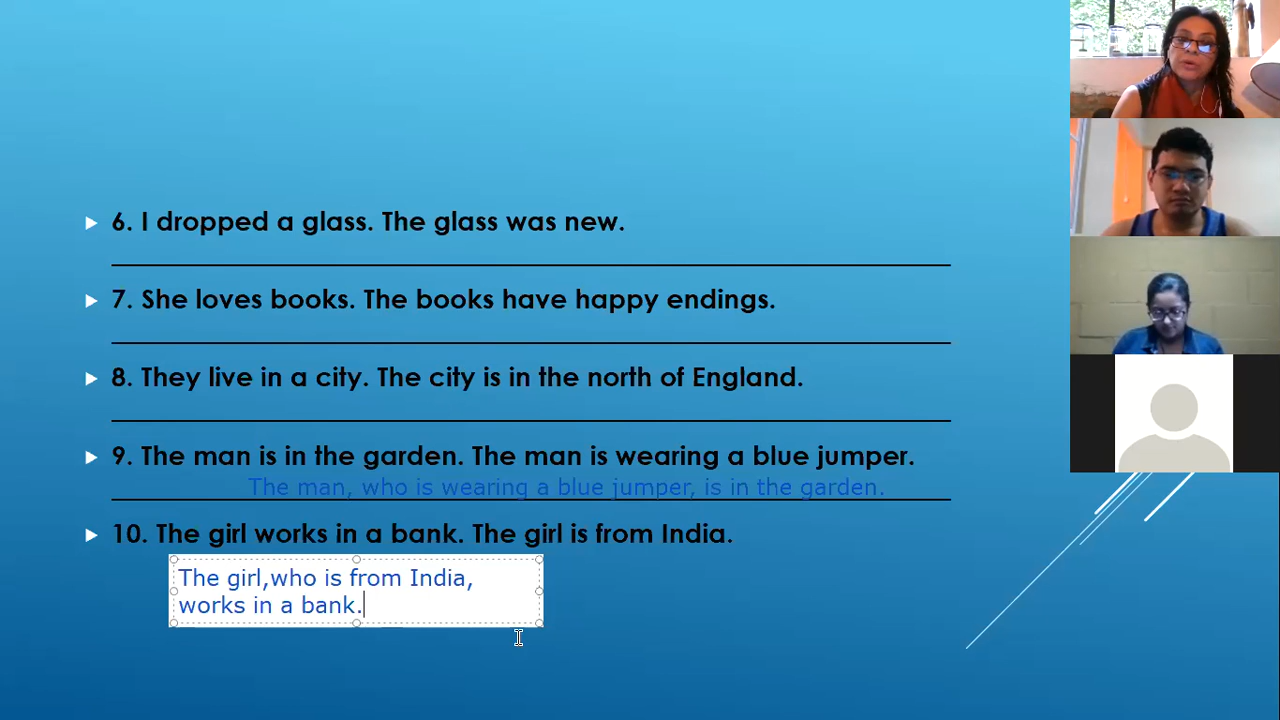 6. I dropped a glass. The glass was new.
7. She loves books. The books have happy endings.
8. They live in a city. The city is in the north of England.
9. The man is in the garden. The man is wearing a blue jumper.
The man, who is wearing a blue jumper, is in the garden.
10. The girl works in a bank. The girl is from India.
The girl,who is from India,
works in a bank.